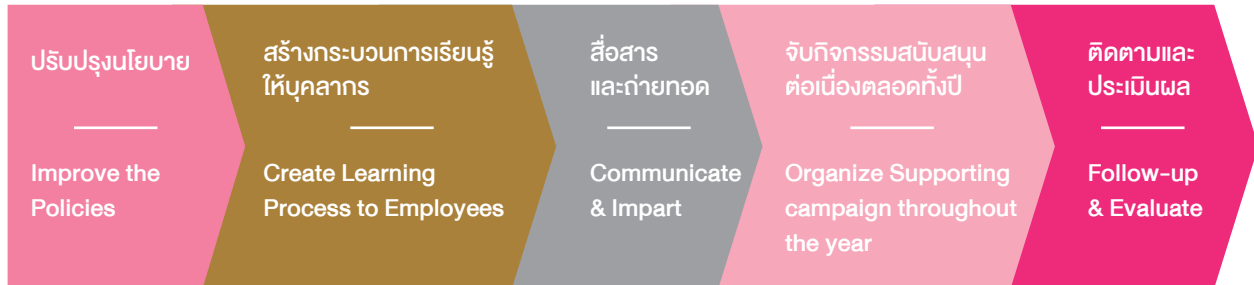 ปรับปรุงนโยบาย
Improve the
Policies
สร้างกระบวนการเรียนรู้
ให้บุคลากร
Create Learning
Process to Employees
สื่อสาร
และถ่ายทอด
Communicate
& Impart
จับกิจกรรมสนับสนุน
ต่อเนื่องตลอดทั้งปี
Organize Supporting
campaign throughout
the year
ติดตามและ
ประเมินผล
Follow-up
& Evaluate